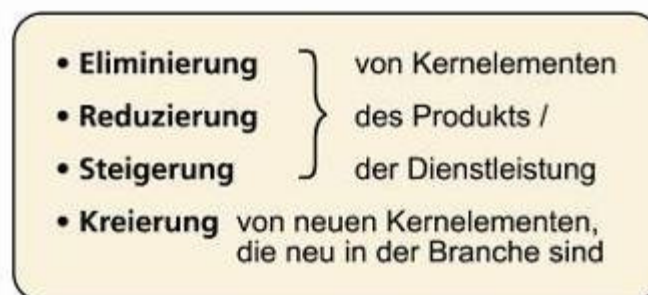 • Eliminierung von Kernelementen
• Reduzierung des Produkts /
• Steigerung der Dienstleistung
• Kreierung von neuen Kernelementen,
die neu in der Branche sind